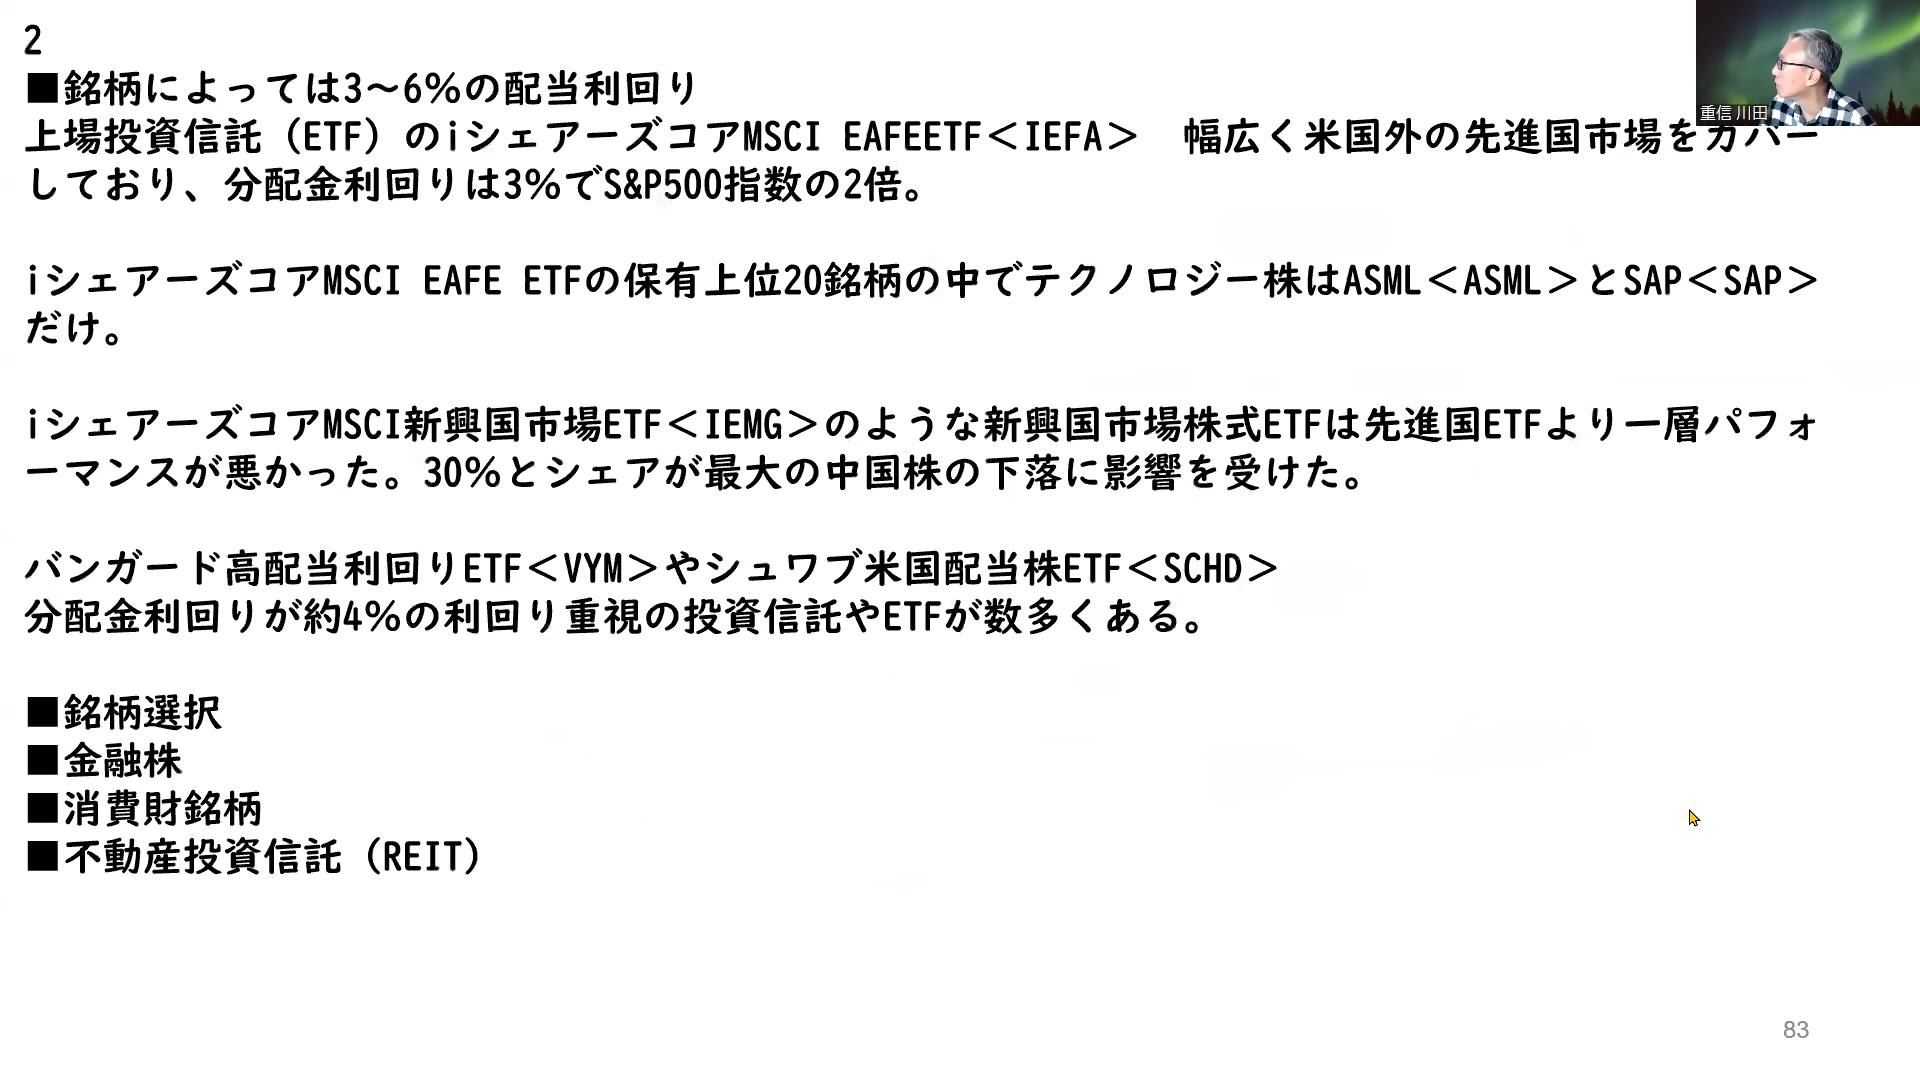 2
■銘柄によっては3～6%の配当利回り
上場投資信託（ETF）のiシェアーズコアMSCI EAFEETF＜IEFA＞　幅広く米国外の先進国市場をカバー
しており、分配金利回りは3%でS&P500指数の2倍。
iシェアーズコアMSCI EAFE ETFの保有上位20銘柄の中でテクノロジー株はASML＜ASML＞とSAP＜SAP＞
だけ。
iシェアーズコアMSCI新興国市場ETF＜IEMG＞のような新興国市場株式ETFは先進国ETFより一層パフォ
ーマンスが悪かった。30%とシェアが最大の中国株の下落に影響を受けた。
バンガード高配当利回りETF＜VYM＞やシュワブ米国配当株ETF＜SCHD＞
分配金利回りが約4%の利回り重視の投資信託やETFが数多くある。
■銘柄選択
■金融株
■消費財銘柄
■不動産投資信託（REIT）
重信 川田
83